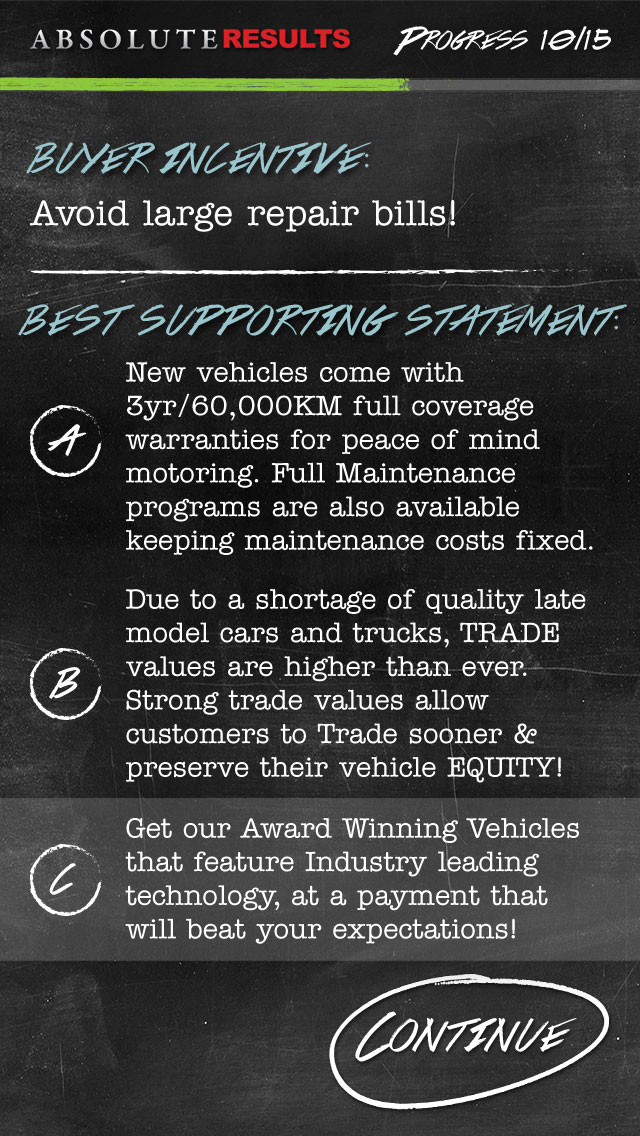 ABSOLUTERESULTS
PROGRESS 10/15
BUYER INCENTIVE:
Avoid large repair bills!
BEST SUPPORTING STATEMENT:
A
New vehicles come with
3yr/60,000KM full coverage
warranties for peace of mind
motoring. Full Maintenance
programs are also available
keeping maintenance costs fixed.
B
Due to a shortage of quality late
model cars and trucks, TRADE
values are higher than ever.
Strong trade values allow
customers to Trade sooner &
preserve their vehicle EQUITY!
C
Get our Award Winning Vehicles
that feature Industry leading
technology, at a payment that
will beat your expectations!
CONTINUE